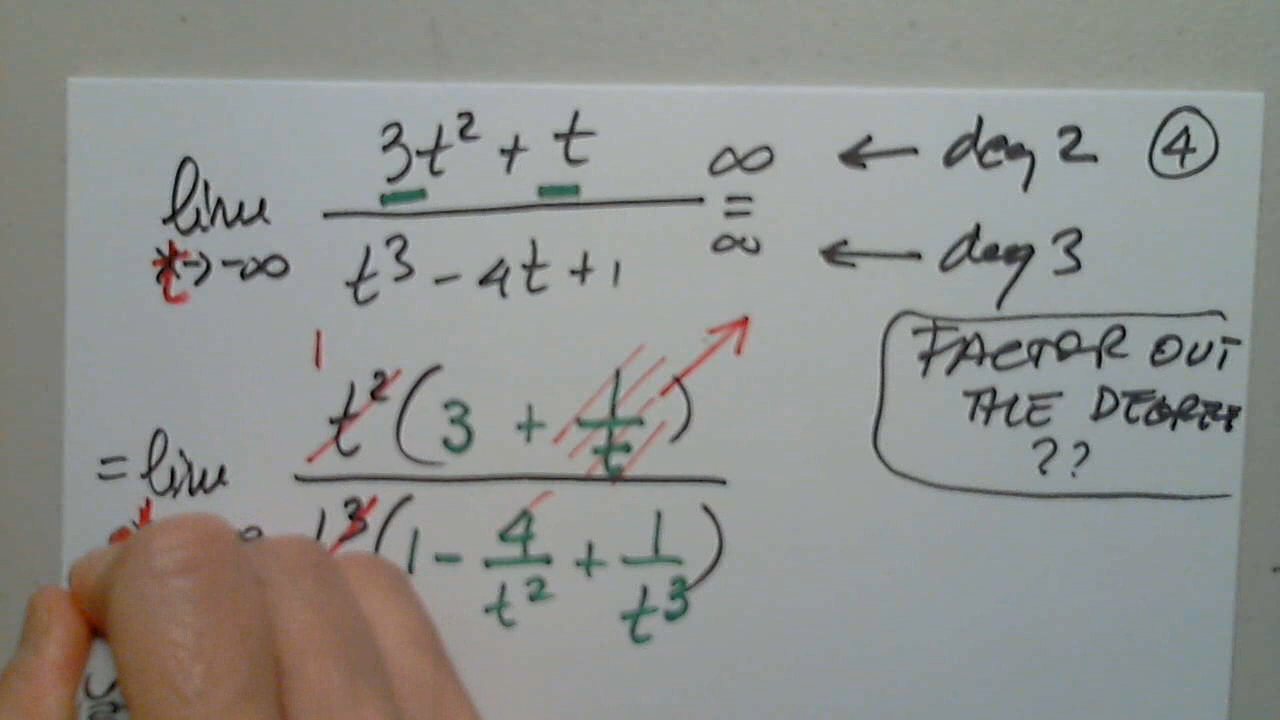 lim 3t² + t / t³ - 4t + 1 ∞ = ∞ ← deg 2 ④
t→-∞ ← deg 3
FACTOR OUT
THE DEGREE
??
1
= lim t²(3 + 1/t) / t³(1 - 4/t² + 1/t³)